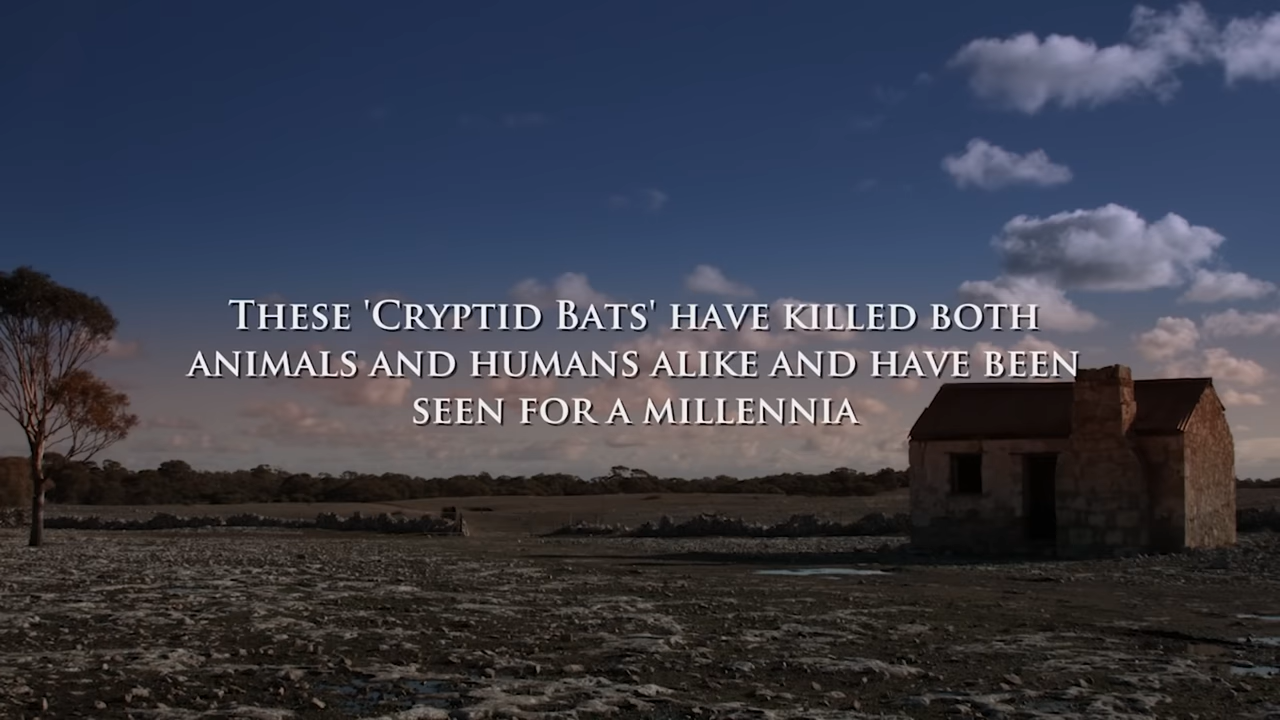 These 'Cryptid Bats' have killed both
animals and humans alike and have been
seen for a millennia